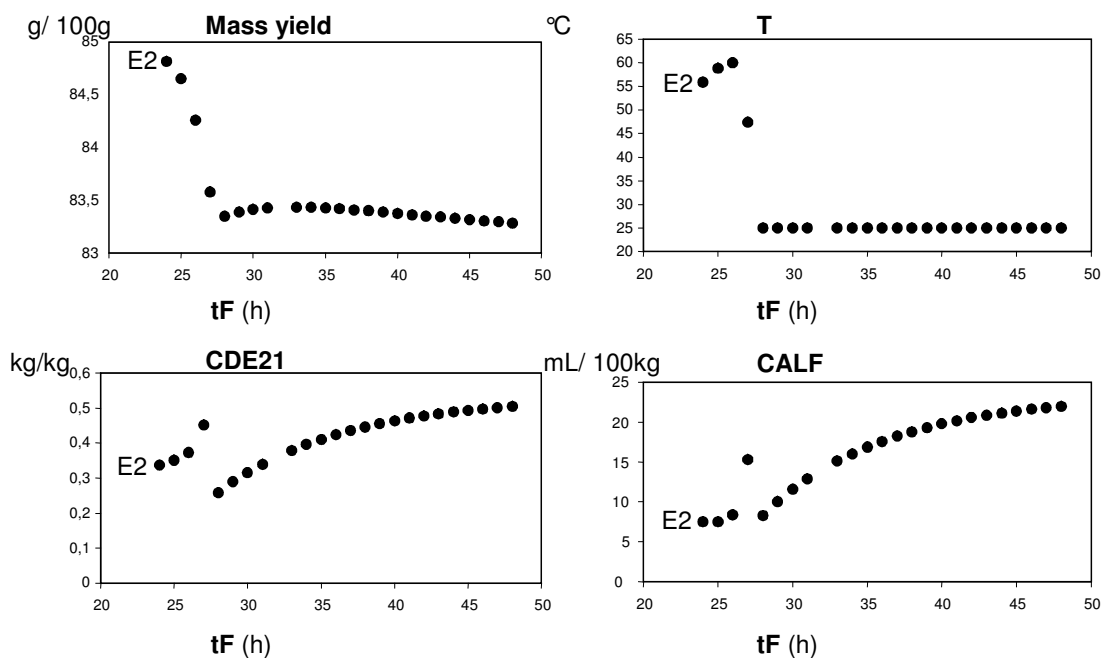 g/ 100g Mass yield
85
84,5
84
83,5
83
E2
20 25 30 35 40 45 50
tF (h)
°C T
65
60
55
50
45
40
35
30
25
20
E2
20 25 30 35 40 45 50
tF (h)
kg/kg CDE21
0,6
0,5
0,4
0,3
0,2
0,1
0
E2
20 25 30 35 40 45 50
tF (h)
mL/ 100kg CALF
25
20
15
10
5
0
E2
20 25 30 35 40 45 50
tF (h)